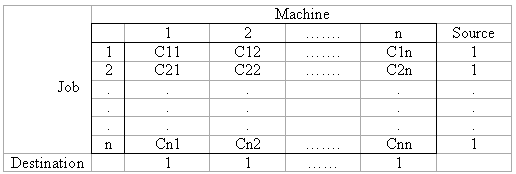 Machine
1 2 ……. n Source
1 C11 C12 ……. C1n 1
2 C21 C22 ……. C2n 1
Job . . . . .
. . . . .
. . . . .
n Cn1 Cn2 ……. Cnn 1
Destination 1 1 …… 1